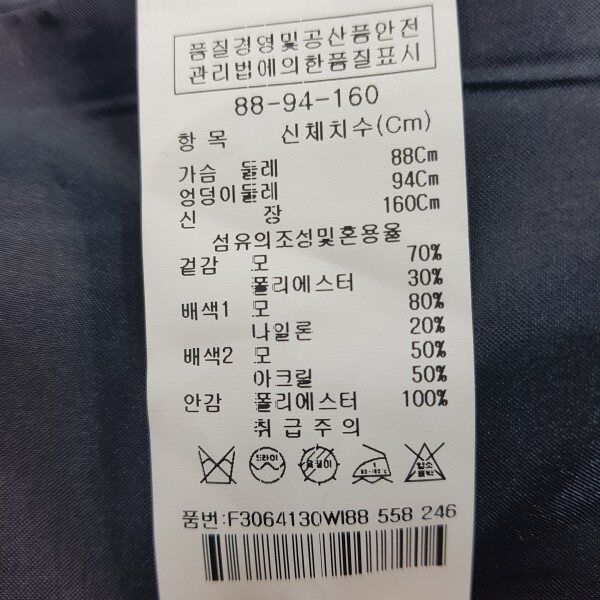 품질경영및공산품안전
관리법에의한품질표시
88-94-160
항 목 신체치수(Cm)
가슴 둘레 88Cm
엉덩이둘레 94Cm
신 장 160Cm
섬유의조성및혼용율
겉감 모 70%
폴리에스터 30%
배색1 모 80%
나일론 20%
배색2 모 50%
아크릴 50%
안감 폴리에스터 100%
취급주의
드라이
염소
표백
품번:F3064130WI88 558 246